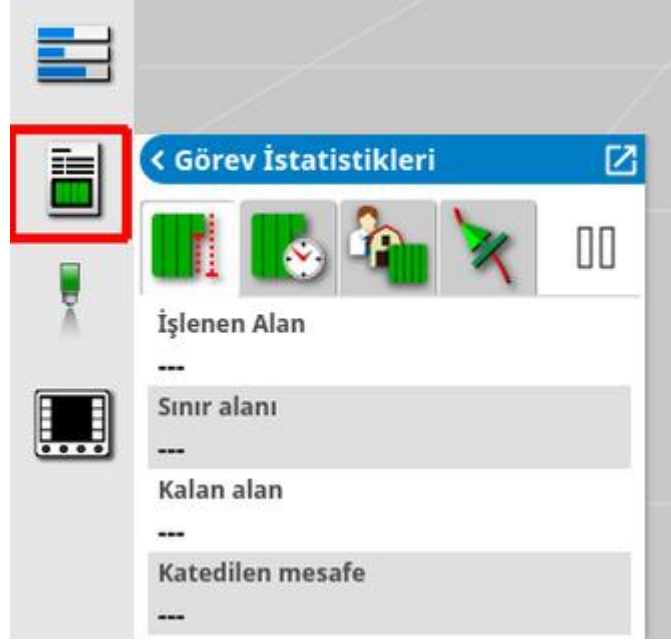 Görev İstatistikleri
İşlenen Alan
---
Sınır alanı
---
Kalan alan
---
Katedilen mesafe
---